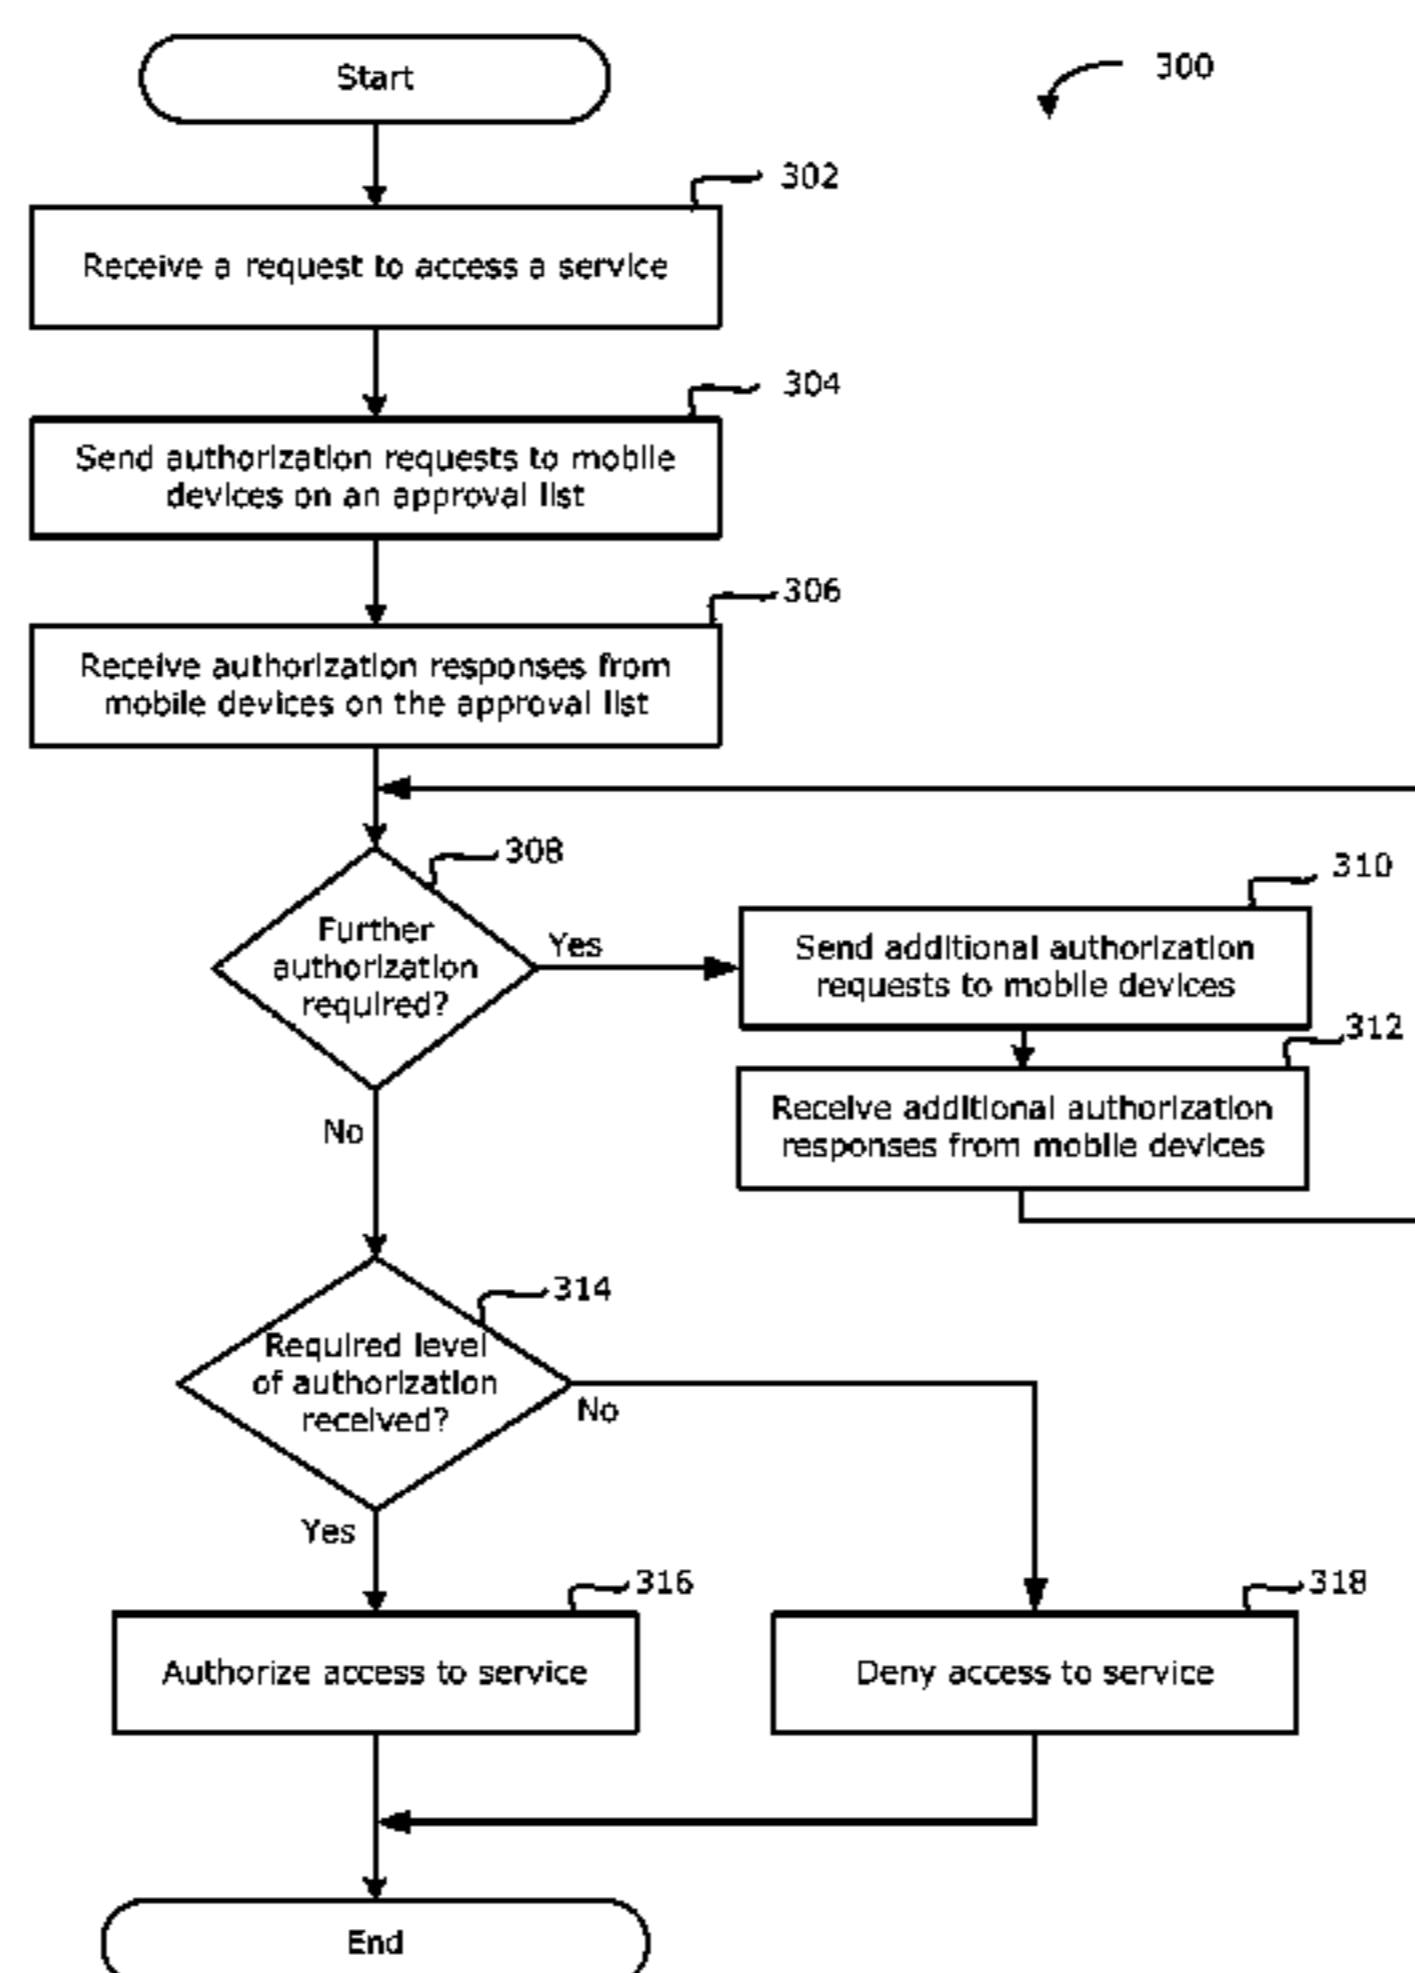 Start
300
302
Receive a request to access a service
304
Send authorization requests to mobile
devices on an approval list
306
Receive authorization responses from
mobile devices on the approval list
308
Further
authorization
required?
Yes
310
Send additional authorization
requests to mobile devices
312
Receive additional authorization
responses from mobile devices
No
314
Required level
of authorization
received?
No
Yes
316
Authorize access to service
318
Deny access to service
End